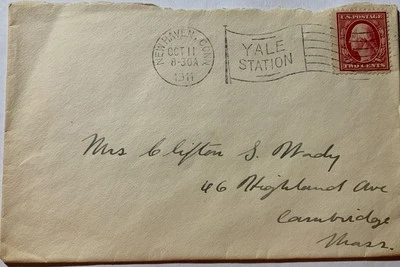 NEW HAVEN, CONN.
OCT 11
8-30A
1911
YALE
STATION
U.S. POSTAGE
TWO CENTS
Mrs Clifton S. Wady
46 Highland Ave
Cambridge
Mass.